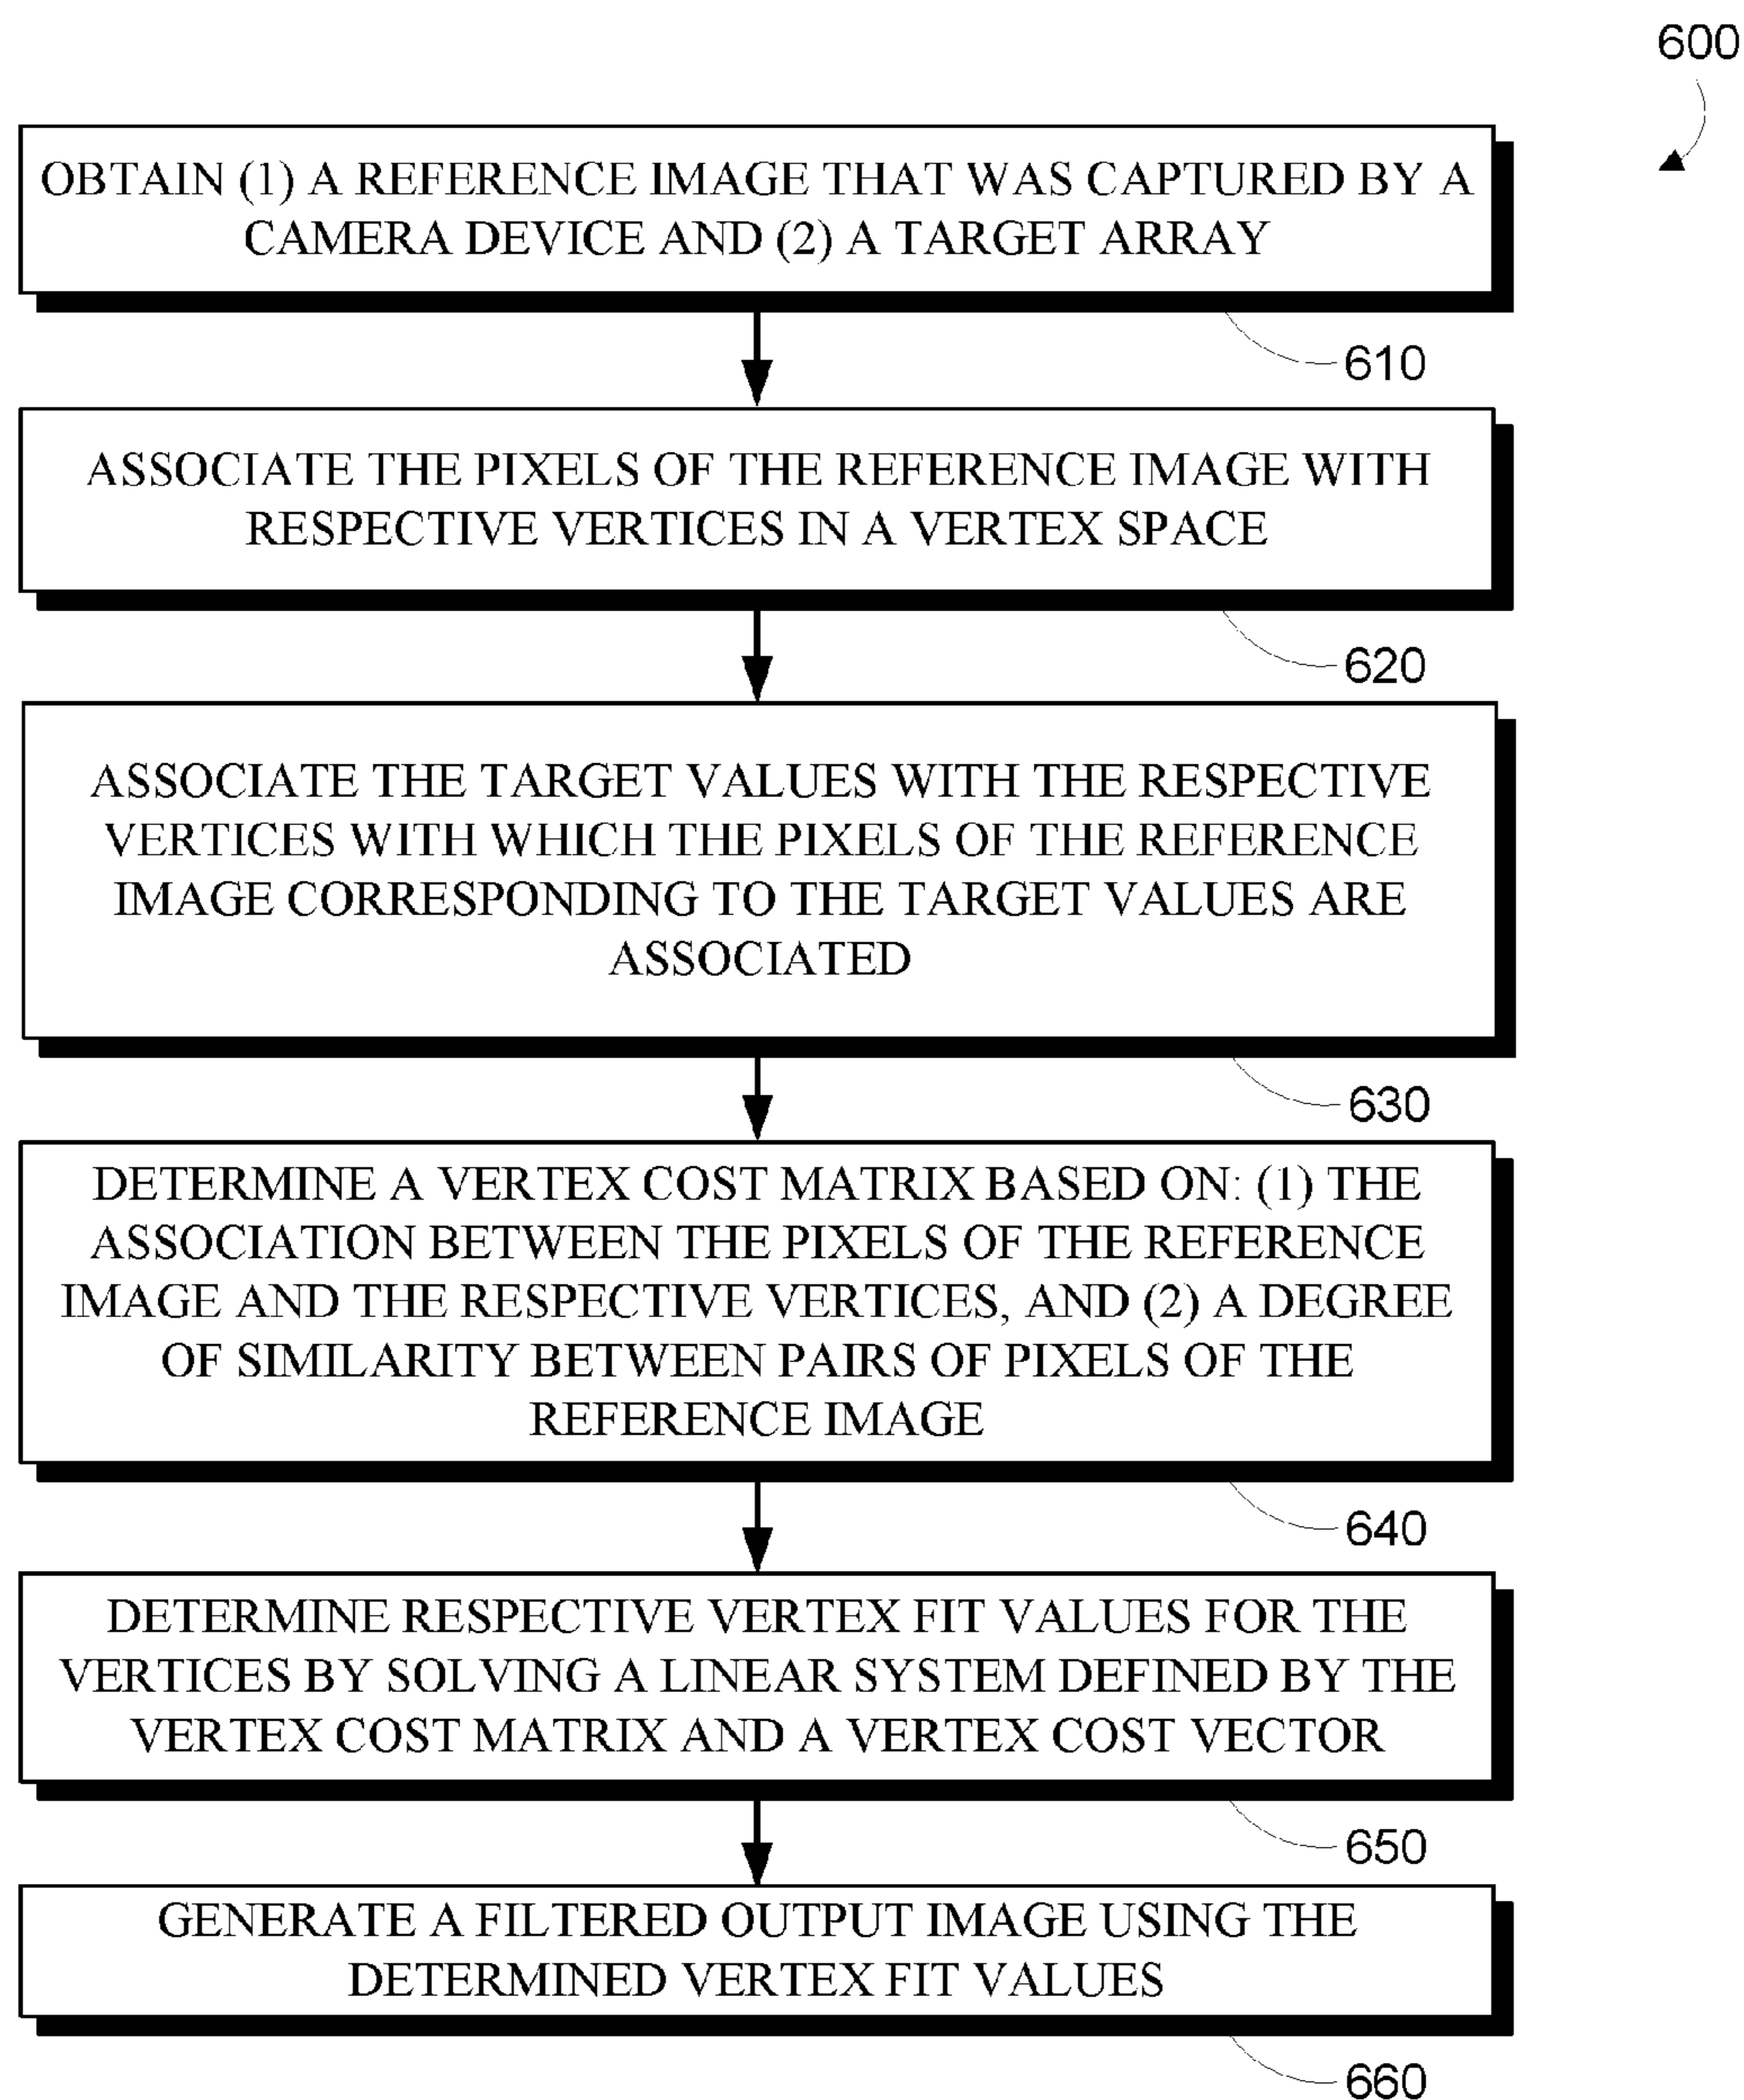 600
OBTAIN (1) A REFERENCE IMAGE THAT WAS CAPTURED BY A
CAMERA DEVICE AND (2) A TARGET ARRAY
610
ASSOCIATE THE PIXELS OF THE REFERENCE IMAGE WITH
RESPECTIVE VERTICES IN A VERTEX SPACE
620
ASSOCIATE THE TARGET VALUES WITH THE RESPECTIVE
VERTICES WITH WHICH THE PIXELS OF THE REFERENCE
IMAGE CORRESPONDING TO THE TARGET VALUES ARE
ASSOCIATED
630
DETERMINE A VERTEX COST MATRIX BASED ON: (1) THE
ASSOCIATION BETWEEN THE PIXELS OF THE REFERENCE
IMAGE AND THE RESPECTIVE VERTICES, AND (2) A DEGREE
OF SIMILARITY BETWEEN PAIRS OF PIXELS OF THE
REFERENCE IMAGE
640
DETERMINE RESPECTIVE VERTEX FIT VALUES FOR THE
VERTICES BY SOLVING A LINEAR SYSTEM DEFINED BY THE
VERTEX COST MATRIX AND A VERTEX COST VECTOR
650
GENERATE A FILTERED OUTPUT IMAGE USING THE
DETERMINED VERTEX FIT VALUES
660